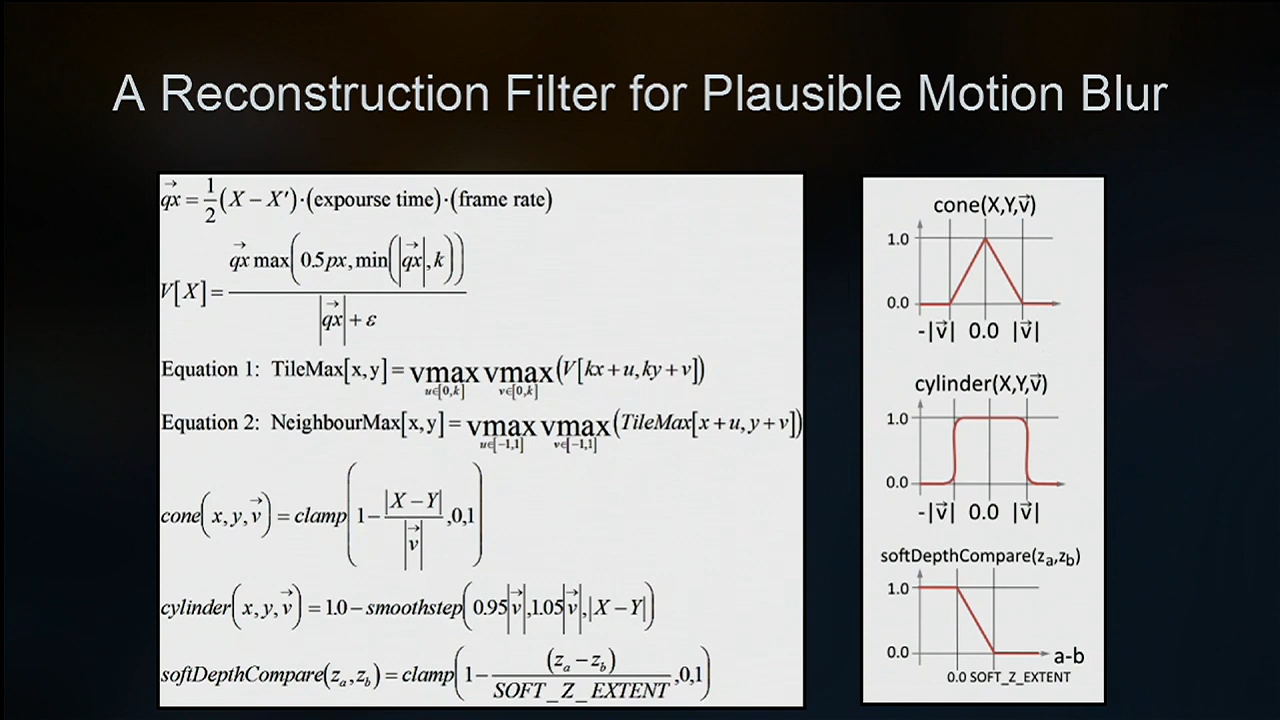 A Reconstruction Filter for Plausible Motion Blur
qx⃗ = 1/2 (X − X′)·(expourse time)·(frame rate)
V[X] = qx⃗ max(0.5px, min(|qx⃗|, k)) / (|qx⃗| + ε)
Equation 1: TileMax[x,y] = vmax u∈[0,k] vmax v∈[0,k] (V[kx+u, ky+v])
Equation 2: NeighbourMax[x,y] = vmax u∈[−1,1] vmax v∈[−1,1] (TileMax[x+u, y+v])
cone(x, y, v⃗) = clamp(1 − |X − Y| / |v⃗|, 0, 1)
cylinder(x, y, v⃗) = 1.0 − smoothstep(0.95|v⃗|, 1.05|v⃗|, |X − Y|)
softDepthCompare(z_a, z_b) = clamp(1 − (z_a − z_b) / SOFT_Z_EXTENT, 0, 1)
cone(X,Y,v⃗)
1.0
0.0
-|v⃗| 0.0 |v⃗|
cylinder(X,Y,v⃗)
1.0
0.0
-|v⃗| 0.0 |v⃗|
softDepthCompare(z_a,z_b)
1.0
0.0
a-b
0.0 SOFT_Z_EXTENT